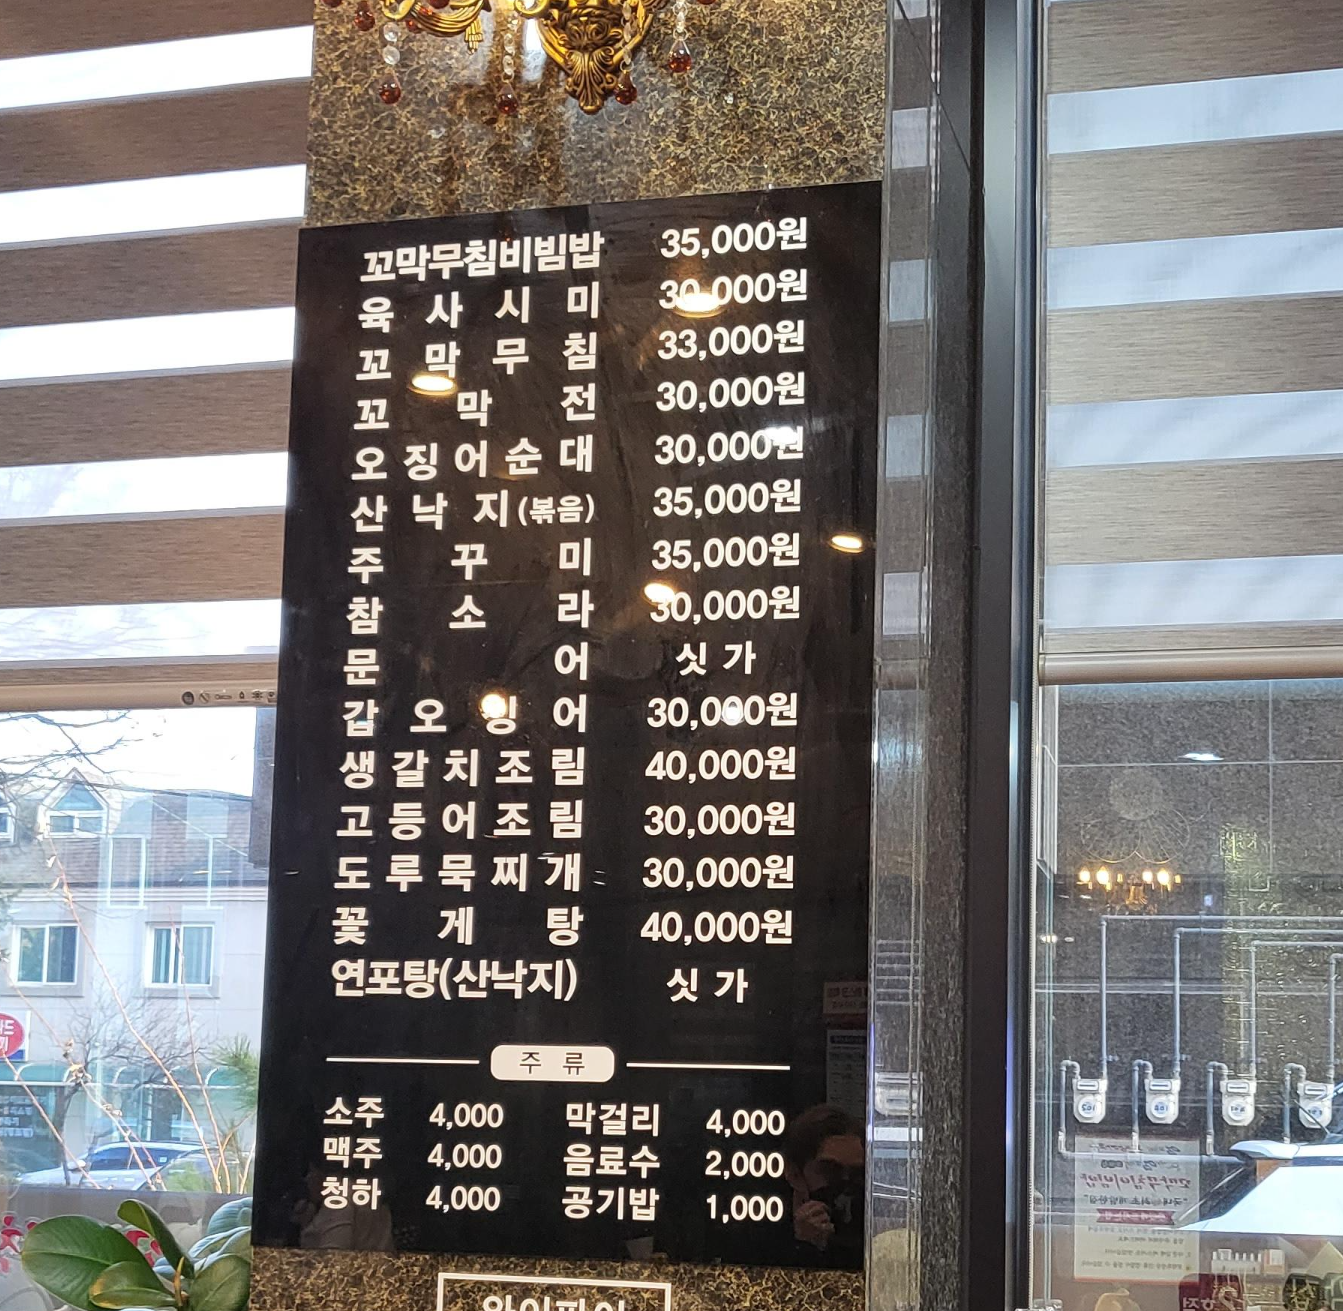 꼬막무침비빔밥 35,000원
육사시미 30,000원
꼬막무침 33,000원
꼬막전 30,000원
오징어순대 30,000원
산낙지(볶음) 35,000원
주꾸미 35,000원
참소라 30,000원
문어 싯가
갑오징어 30,000원
생갈치조림 40,000원
고등어조림 30,000원
도루묵찌개 30,000원
꽃게탕 40,000원
연포탕(산낙지) 싯가
주류
소주 4,000 막걸리 4,000
맥주 4,000 음료수 2,000
청하 4,000 공기밥 1,000
와이파이